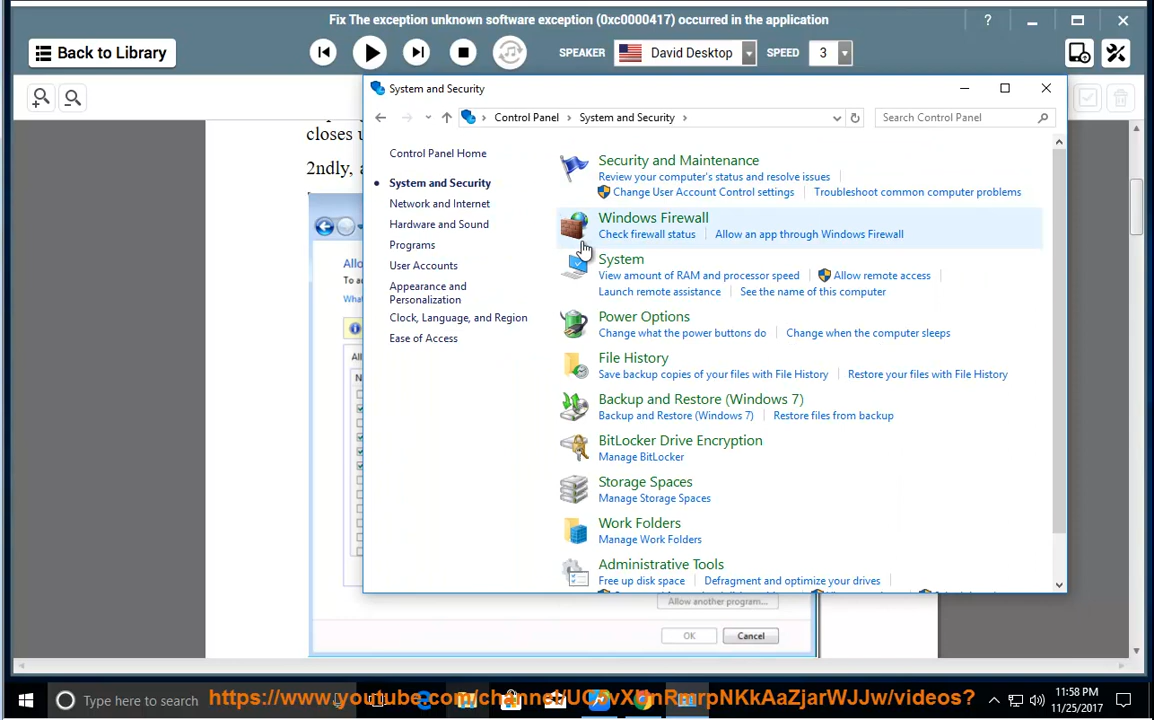 Fix The exception unknown software exception (0xc0000417) occurred in the application
?
Back to Library
SPEAKER
David Desktop
SPEED
3
System and Security
Control Panel
System and Security
Search Control Panel
closes
2ndly, a
Control Panel Home
System and Security
Network and Internet
Hardware and Sound
Programs
User Accounts
Appearance and
Personalization
Clock, Language, and Region
Ease of Access
Security and Maintenance
Review your computer's status and resolve issues
Change User Account Control settings
Troubleshoot common computer problems
Windows Firewall
Check firewall status
Allow an app through Windows Firewall
System
View amount of RAM and processor speed
Allow remote access
Launch remote assistance
See the name of this computer
Power Options
Change what the power buttons do
Change when the computer sleeps
File History
Save backup copies of your files with File History
Restore your files with File History
Backup and Restore (Windows 7)
Backup and Restore (Windows 7)
Restore files from backup
BitLocker Drive Encryption
Manage BitLocker
Storage Spaces
Manage Storage Spaces
Work Folders
Manage Work Folders
Administrative Tools
Free up disk space
Defragment and optimize your drives
Allo
To a
What
All
N
Allow another program...
OK
Cancel
Type here to search
11:58 PM
11/25/2017